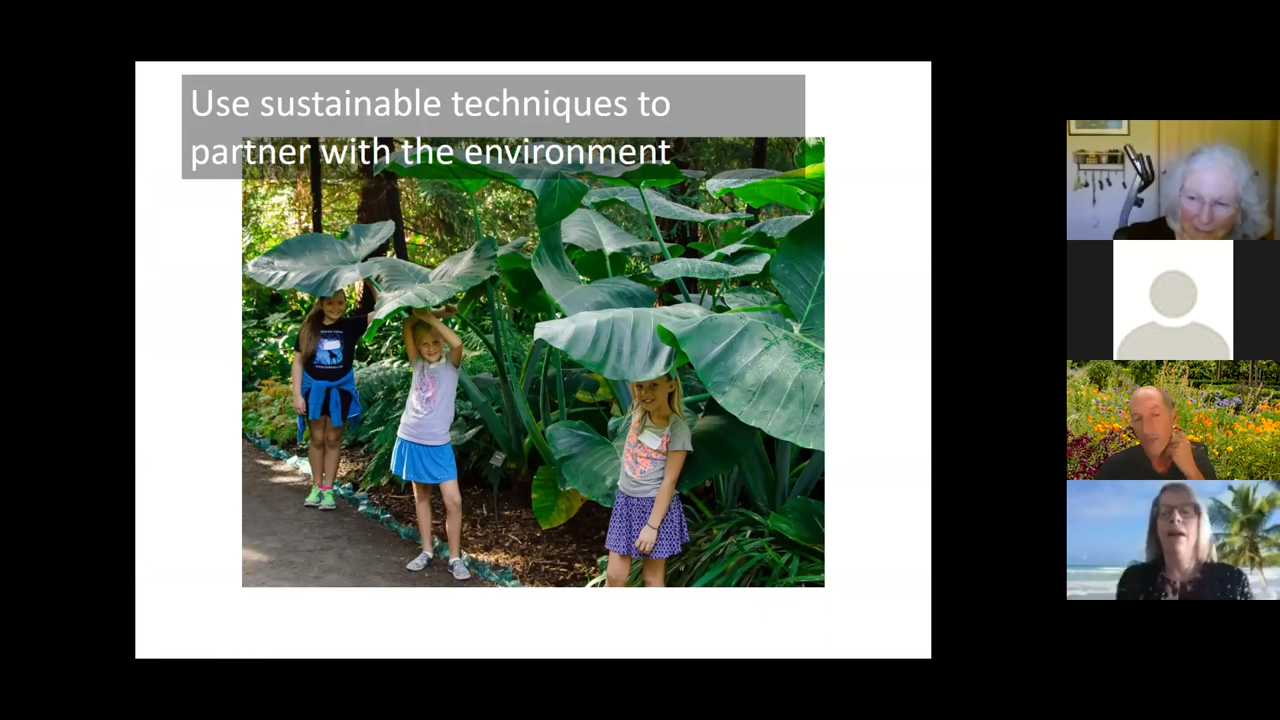 Use sustainable techniques to
partner with the environment